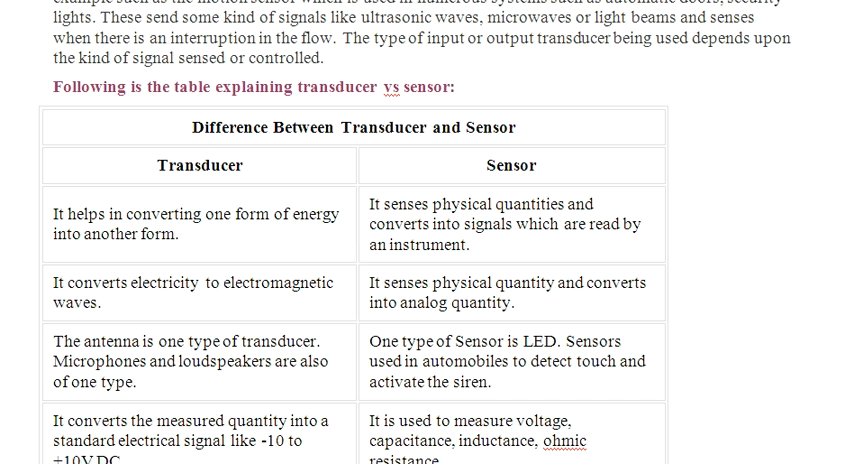 lights. These send some kind of signals like ultrasonic waves, microwaves or light beams and senses
when there is an interruption in the flow. The type of input or output transducer being used depends upon
the kind of signal sensed or controlled.
Following is the table explaining transducer vs sensor:
Difference Between Transducer and Sensor
Transducer
Sensor
It helps in converting one form of energy
into another form.
It senses physical quantities and
converts into signals which are read by
an instrument.
It converts electricity to electromagnetic
waves.
It senses physical quantity and converts
into analog quantity.
The antenna is one type of transducer.
Microphones and loudspeakers are also
of one type.
One type of Sensor is LED. Sensors
used in automobiles to detect touch and
activate the siren.
It converts the measured quantity into a
standard electrical signal like -10 to
+10V DC
It is used to measure voltage,
capacitance, inductance, ohmic
resistance